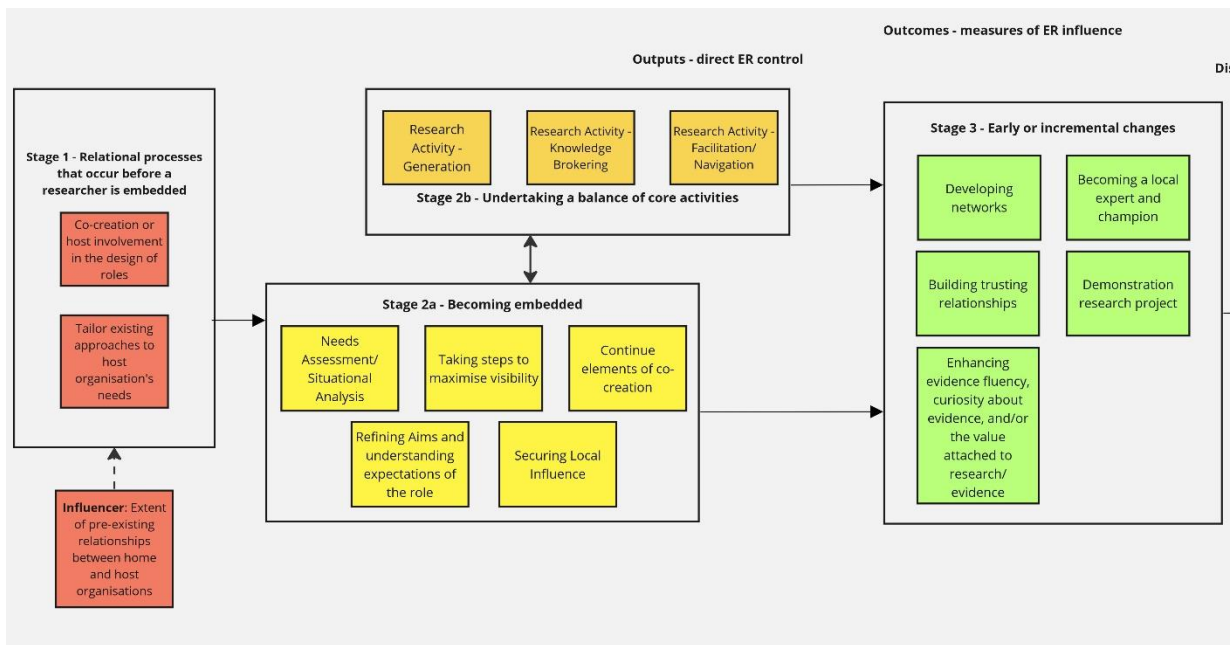 Outcomes - measures of ER influence
Outputs - direct ER control
Dis
Stage 1 - Relational processes
that occur before a
researcher is embedded
Co-creation or
host involvement
in the design of
roles
Tailor existing
approaches to
host
organisation's
needs
Influencer: Extent
of pre-existing
relationships
between home
and host
organisations
Research
Activity -
Generation
Research Activity -
Knowledge
Brokering
Research Activity -
Facilitation/
Navigation
Stage 2b - Undertaking a balance of core activities
Stage 2a - Becoming embedded
Needs
Assessment/
Situational
Analysis
Taking steps to
maximise visibility
Continue
elements of co-
creation
Refining Aims and
understanding
expectations of
the role
Securing Local
Influence
Stage 3 - Early or incremental changes
Developing
networks
Becoming a local
expert and
champion
Building trusting
relationships
Demonstration
research project
Enhancing
evidence fluency,
curiosity about
evidence, and/or
the value
attached to
research/
evidence